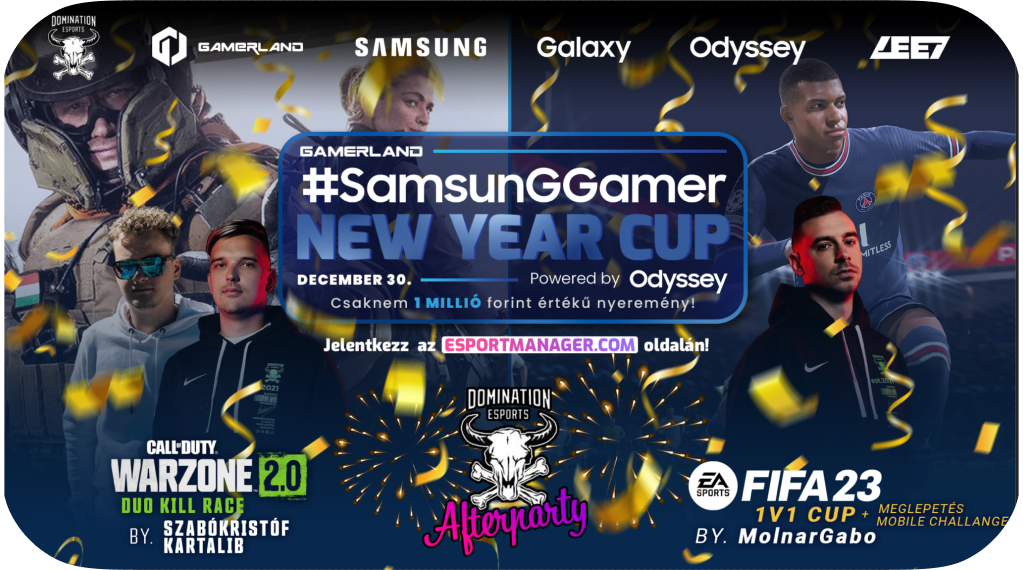 DOMINATION
ESPORTS
GAMERLAND
SAMSUNG
Galaxy
Odyssey
LEET
GAMERLAND
#SamsunGGamer
NEW YEAR CUP
DECEMBER 30.
Powered by Odyssey
Csaknem 1 MILLIÓ forint értékű nyeremény!
Jelentkezz az ESPORTMANAGER.COM oldalán!
DOMINATION
ESPORTS
Afterparty
CALL OF DUTY
WARZONE 2.0
DUO KILL RACE
BY. SZABÓKRISTÓF
KARTALIB
EA
SPORTS
FIFA 23
1V1 CUP + MEGLEPETÉS
MOBILE CHALLANGE
BY. MolnarGabo
2021